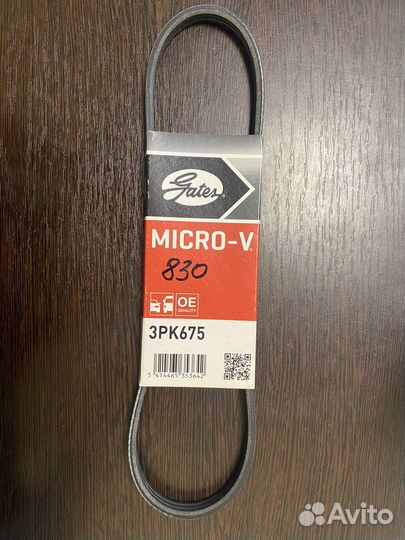 Gates
MICRO-V
830
OE
QUALITY
3PK675
5 414465 353642
Avito